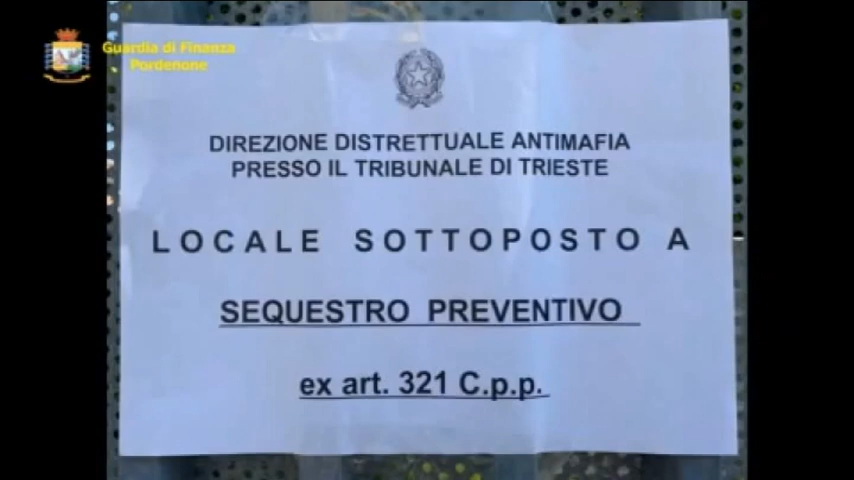 Guardia di Finanza
Pordenone
DIREZIONE DISTRETTUALE ANTIMAFIA
PRESSO IL TRIBUNALE DI TRIESTE
LOCALE SOTTOPOSTO A
SEQUESTRO PREVENTIVO
ex art. 321 C.p.p.